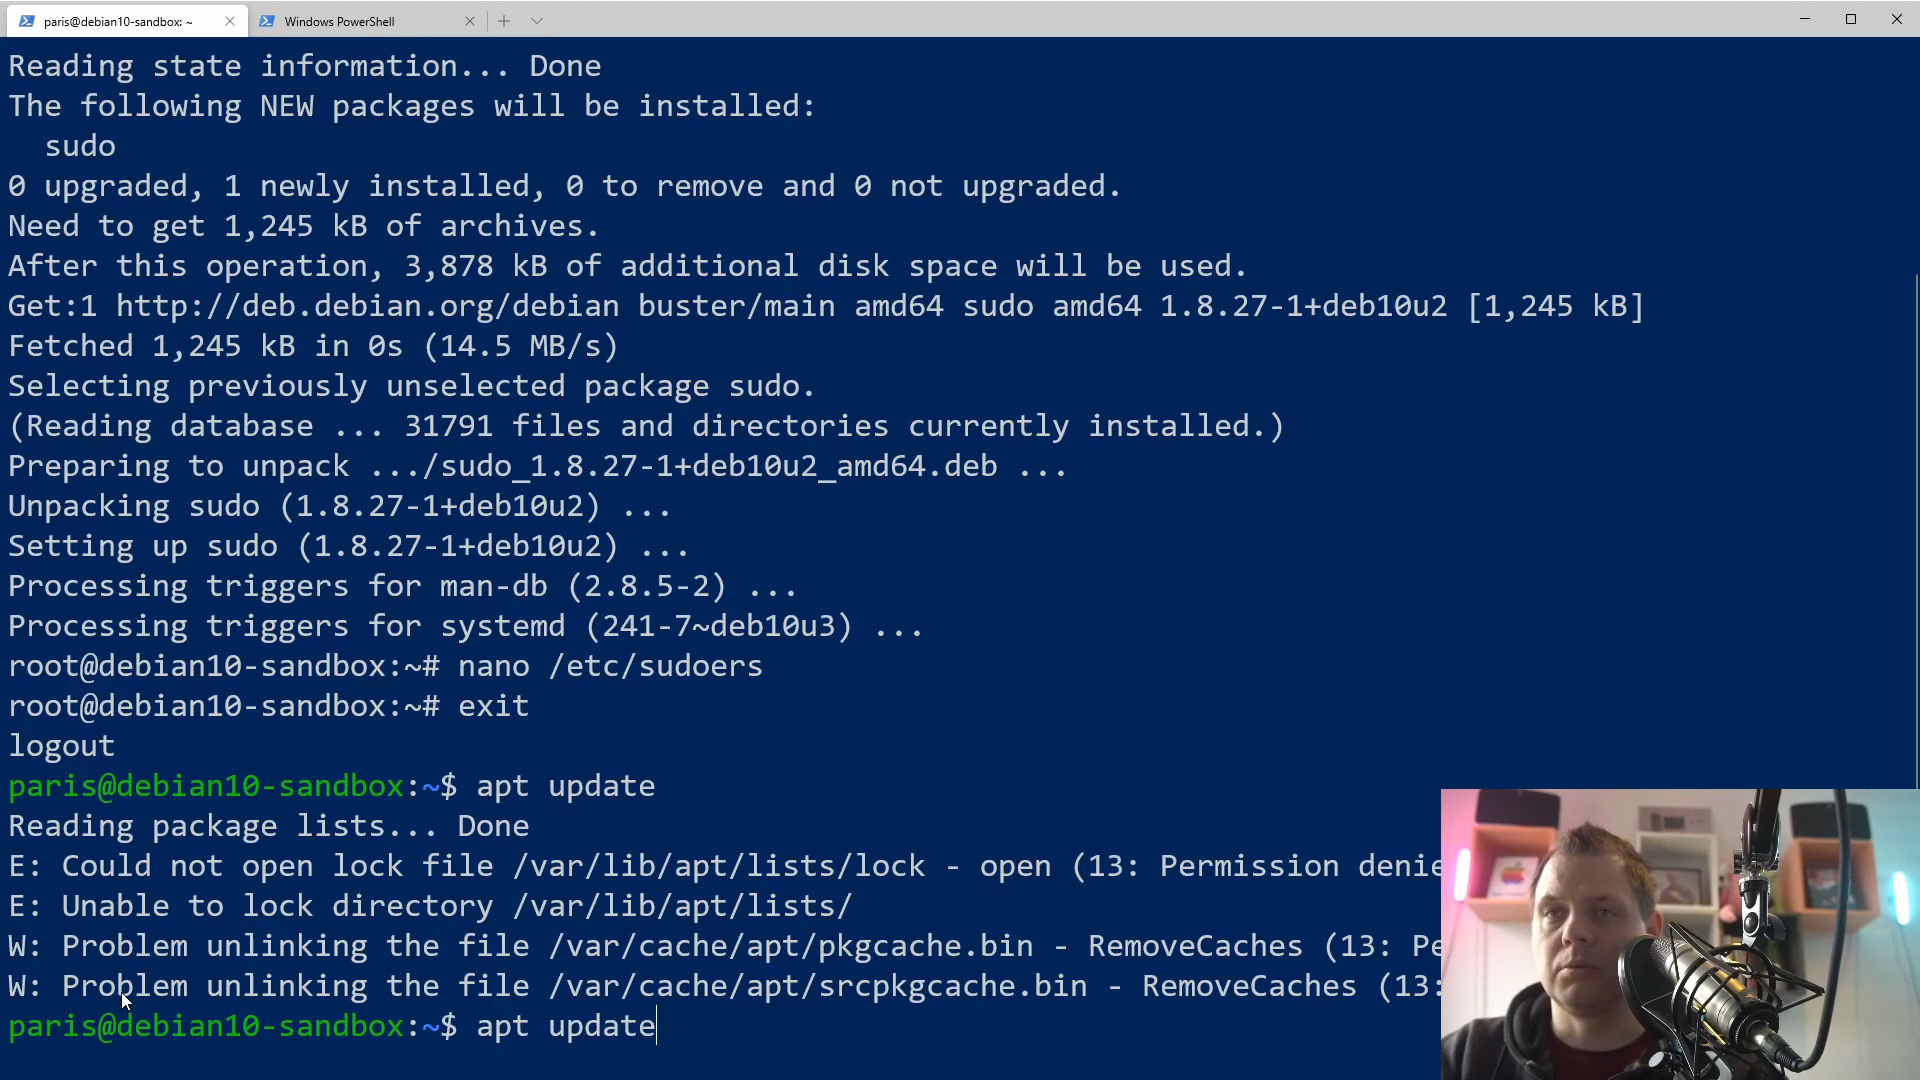 paris@debian10-sandbox: ~
Windows PowerShell
Reading state information... Done
The following NEW packages will be installed:
  sudo
0 upgraded, 1 newly installed, 0 to remove and 0 not upgraded.
Need to get 1,245 kB of archives.
After this operation, 3,878 kB of additional disk space will be used.
Get:1 http://deb.debian.org/debian buster/main amd64 sudo amd64 1.8.27-1+deb10u2 [1,245 kB]
Fetched 1,245 kB in 0s (14.5 MB/s)
Selecting previously unselected package sudo.
(Reading database ... 31791 files and directories currently installed.)
Preparing to unpack .../sudo_1.8.27-1+deb10u2_amd64.deb ...
Unpacking sudo (1.8.27-1+deb10u2) ...
Setting up sudo (1.8.27-1+deb10u2) ...
Processing triggers for man-db (2.8.5-2) ...
Processing triggers for systemd (241-7~deb10u3) ...
root@debian10-sandbox:~# nano /etc/sudoers
root@debian10-sandbox:~# exit
logout
paris@debian10-sandbox:~$ apt update
Reading package lists... Done
E: Could not open lock file /var/lib/apt/lists/lock - open (13: Permission denie
E: Unable to lock directory /var/lib/apt/lists/
W: Problem unlinking the file /var/cache/apt/pkgcache.bin - RemoveCaches (13: Pe
W: Problem unlinking the file /var/cache/apt/srcpkgcache.bin - RemoveCaches (13:
paris@debian10-sandbox:~$ apt update